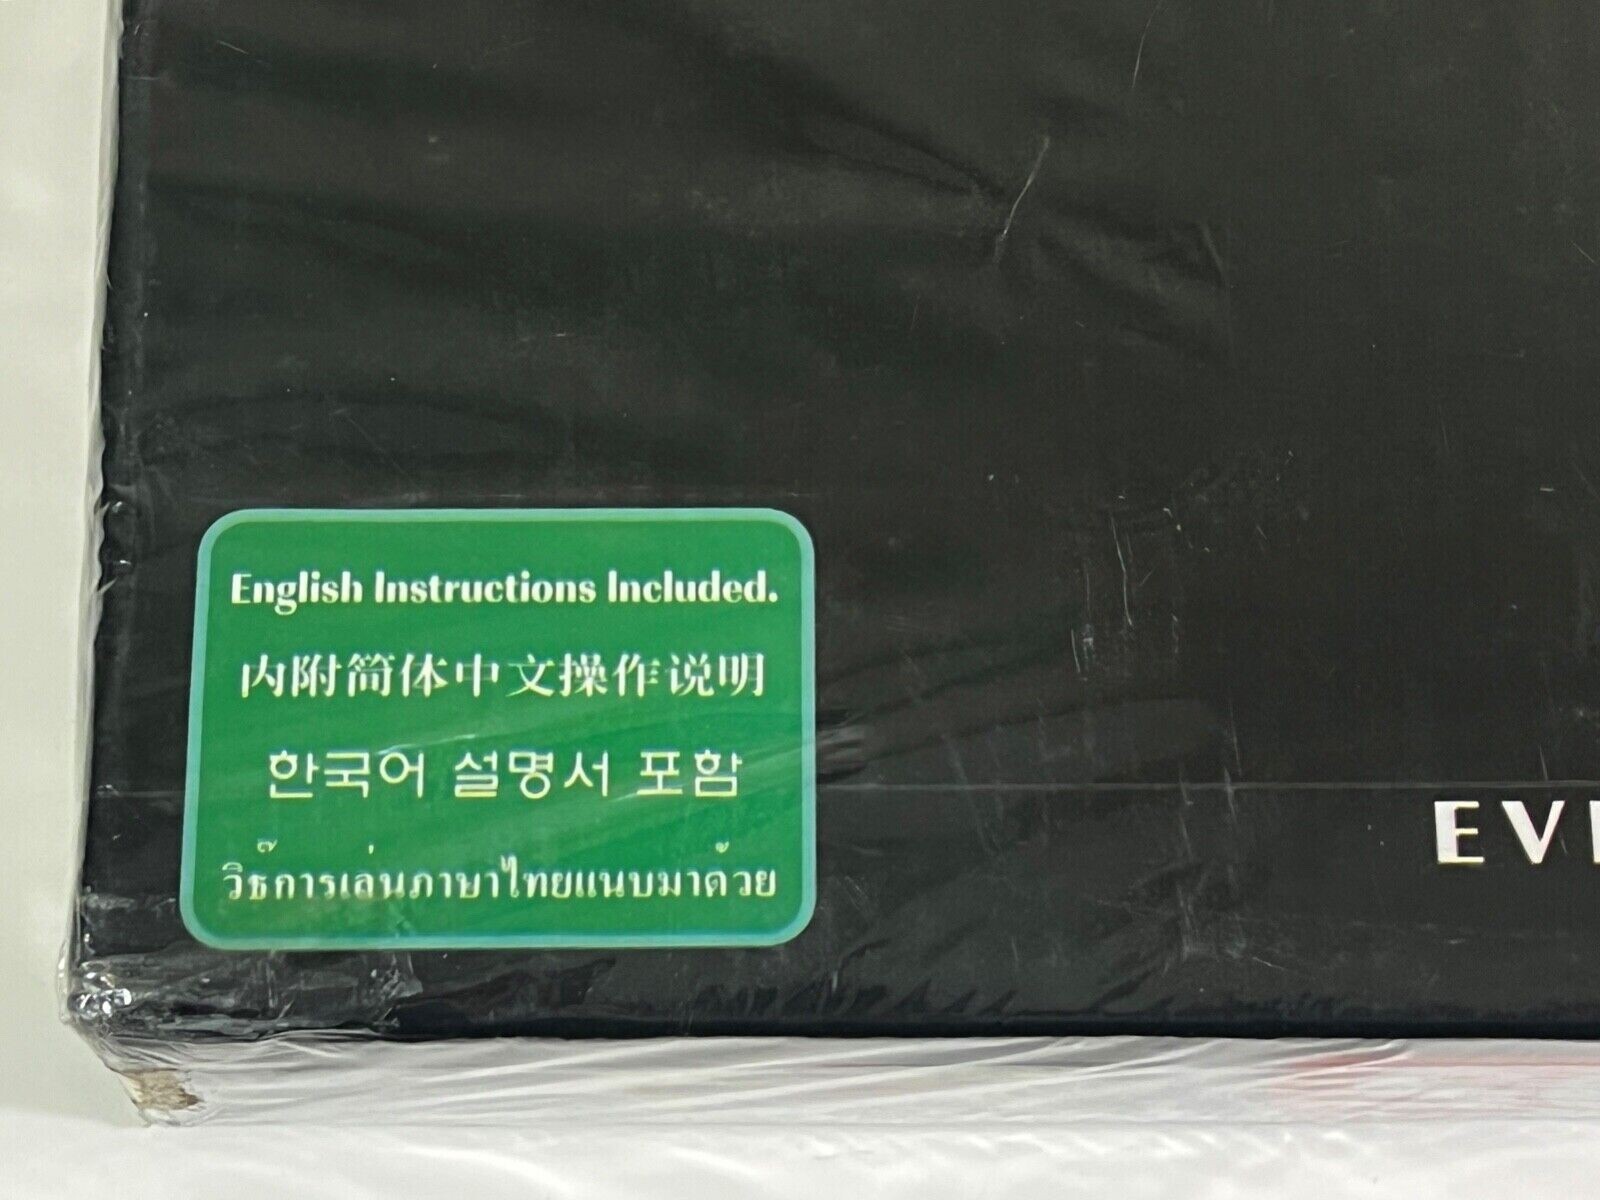 English Instructions Included.
内附简体中文操作说明
한국어 설명서 포함
วิธ๊การเล่นภาษาไทยแนบมาด้วย
EV